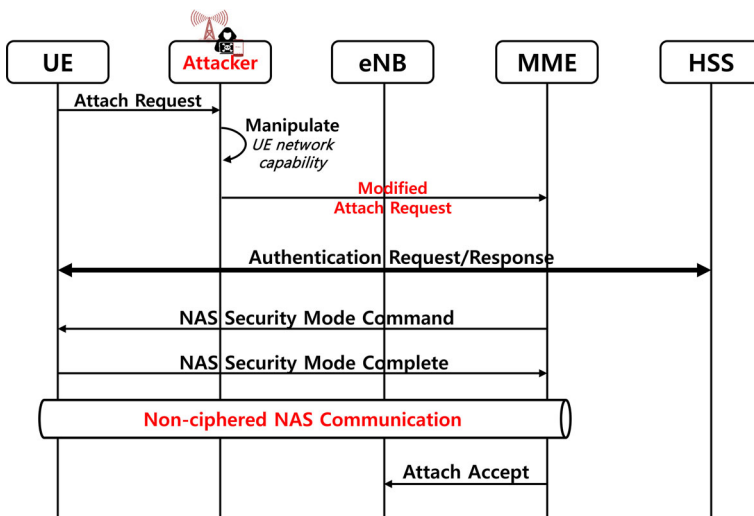 UE
Attacker
eNB
MME
HSS
Attach Request
Manipulate
UE network
capability
Modified
Attach Request
Authentication Request/Response
NAS Security Mode Command
NAS Security Mode Complete
Non-ciphered NAS Communication
Attach Accept